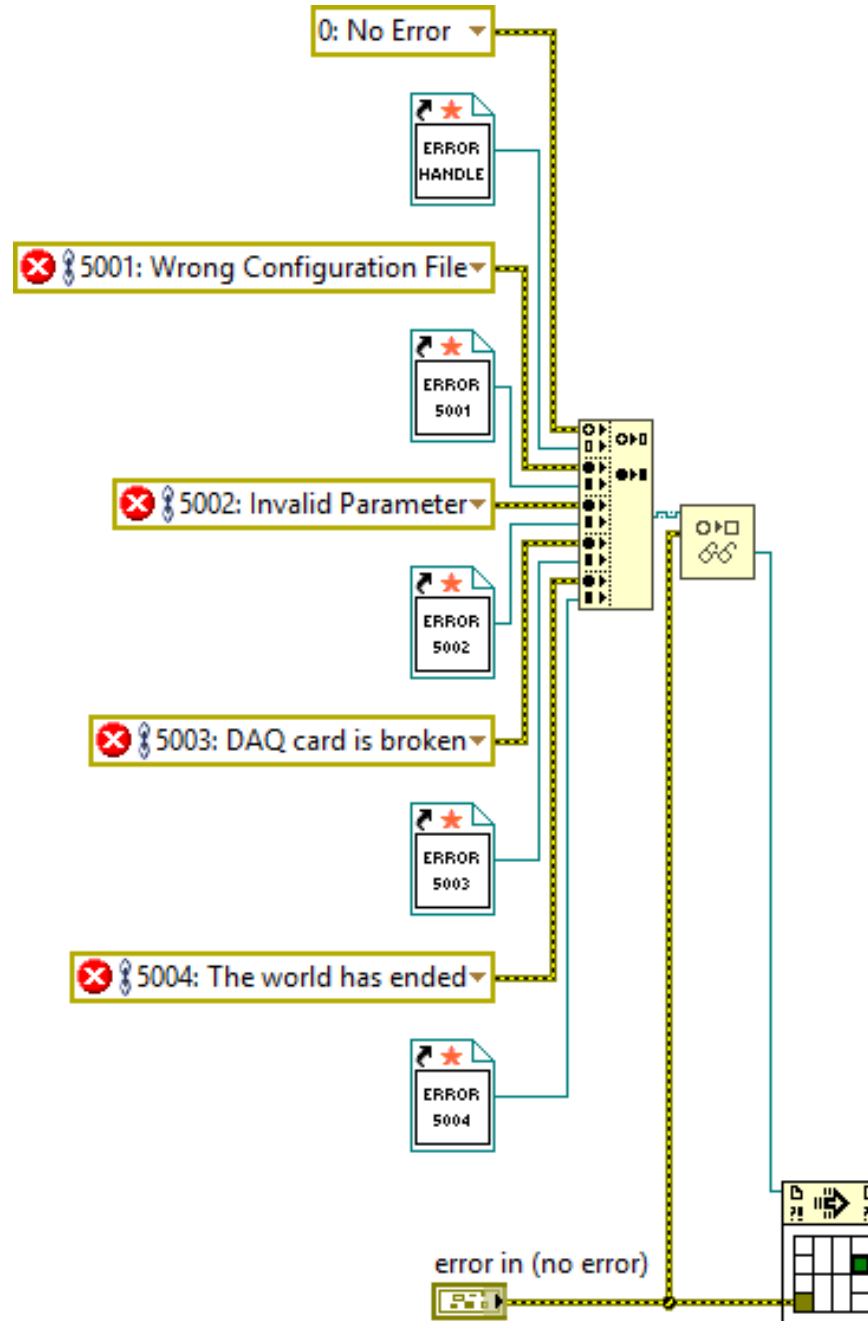 0: No Error
ERROR
HANDLE
5001: Wrong Configuration File
ERROR
5001
5002: Invalid Parameter
ERROR
5002
5003: DAQ card is broken
ERROR
5003
5004: The world has ended
ERROR
5004
?!
error in (no error)